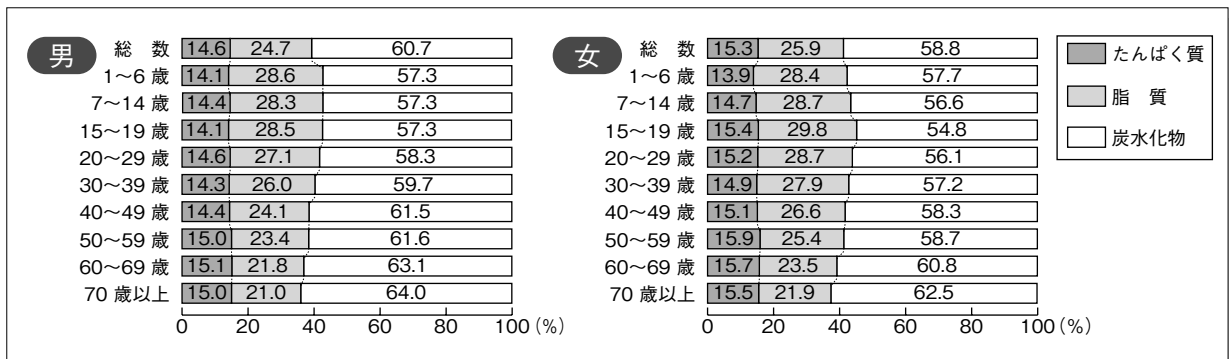 男
総 数 14.6 24.7 60.7
1～6 歳 14.1 28.6 57.3
7～14 歳 14.4 28.3 57.3
15～19 歳 14.1 28.5 57.3
20～29 歳 14.6 27.1 58.3
30～39 歳 14.3 26.0 59.7
40～49 歳 14.4 24.1 61.5
50～59 歳 15.0 23.4 61.6
60～69 歳 15.1 21.8 63.1
70 歳以上 15.0 21.0 64.0
0 20 40 60 80 100 (%)
女
総 数 15.3 25.9 58.8
1～6 歳 13.9 28.4 57.7
7～14 歳 14.7 28.7 56.6
15～19 歳 15.4 29.8 54.8
20～29 歳 15.2 28.7 56.1
30～39 歳 14.9 27.9 57.2
40～49 歳 15.1 26.6 58.3
50～59 歳 15.9 25.4 58.7
60～69 歳 15.7 23.5 60.8
70 歳以上 15.5 21.9 62.5
0 20 40 60 80 100 (%)
たんぱく質
脂 質
炭水化物